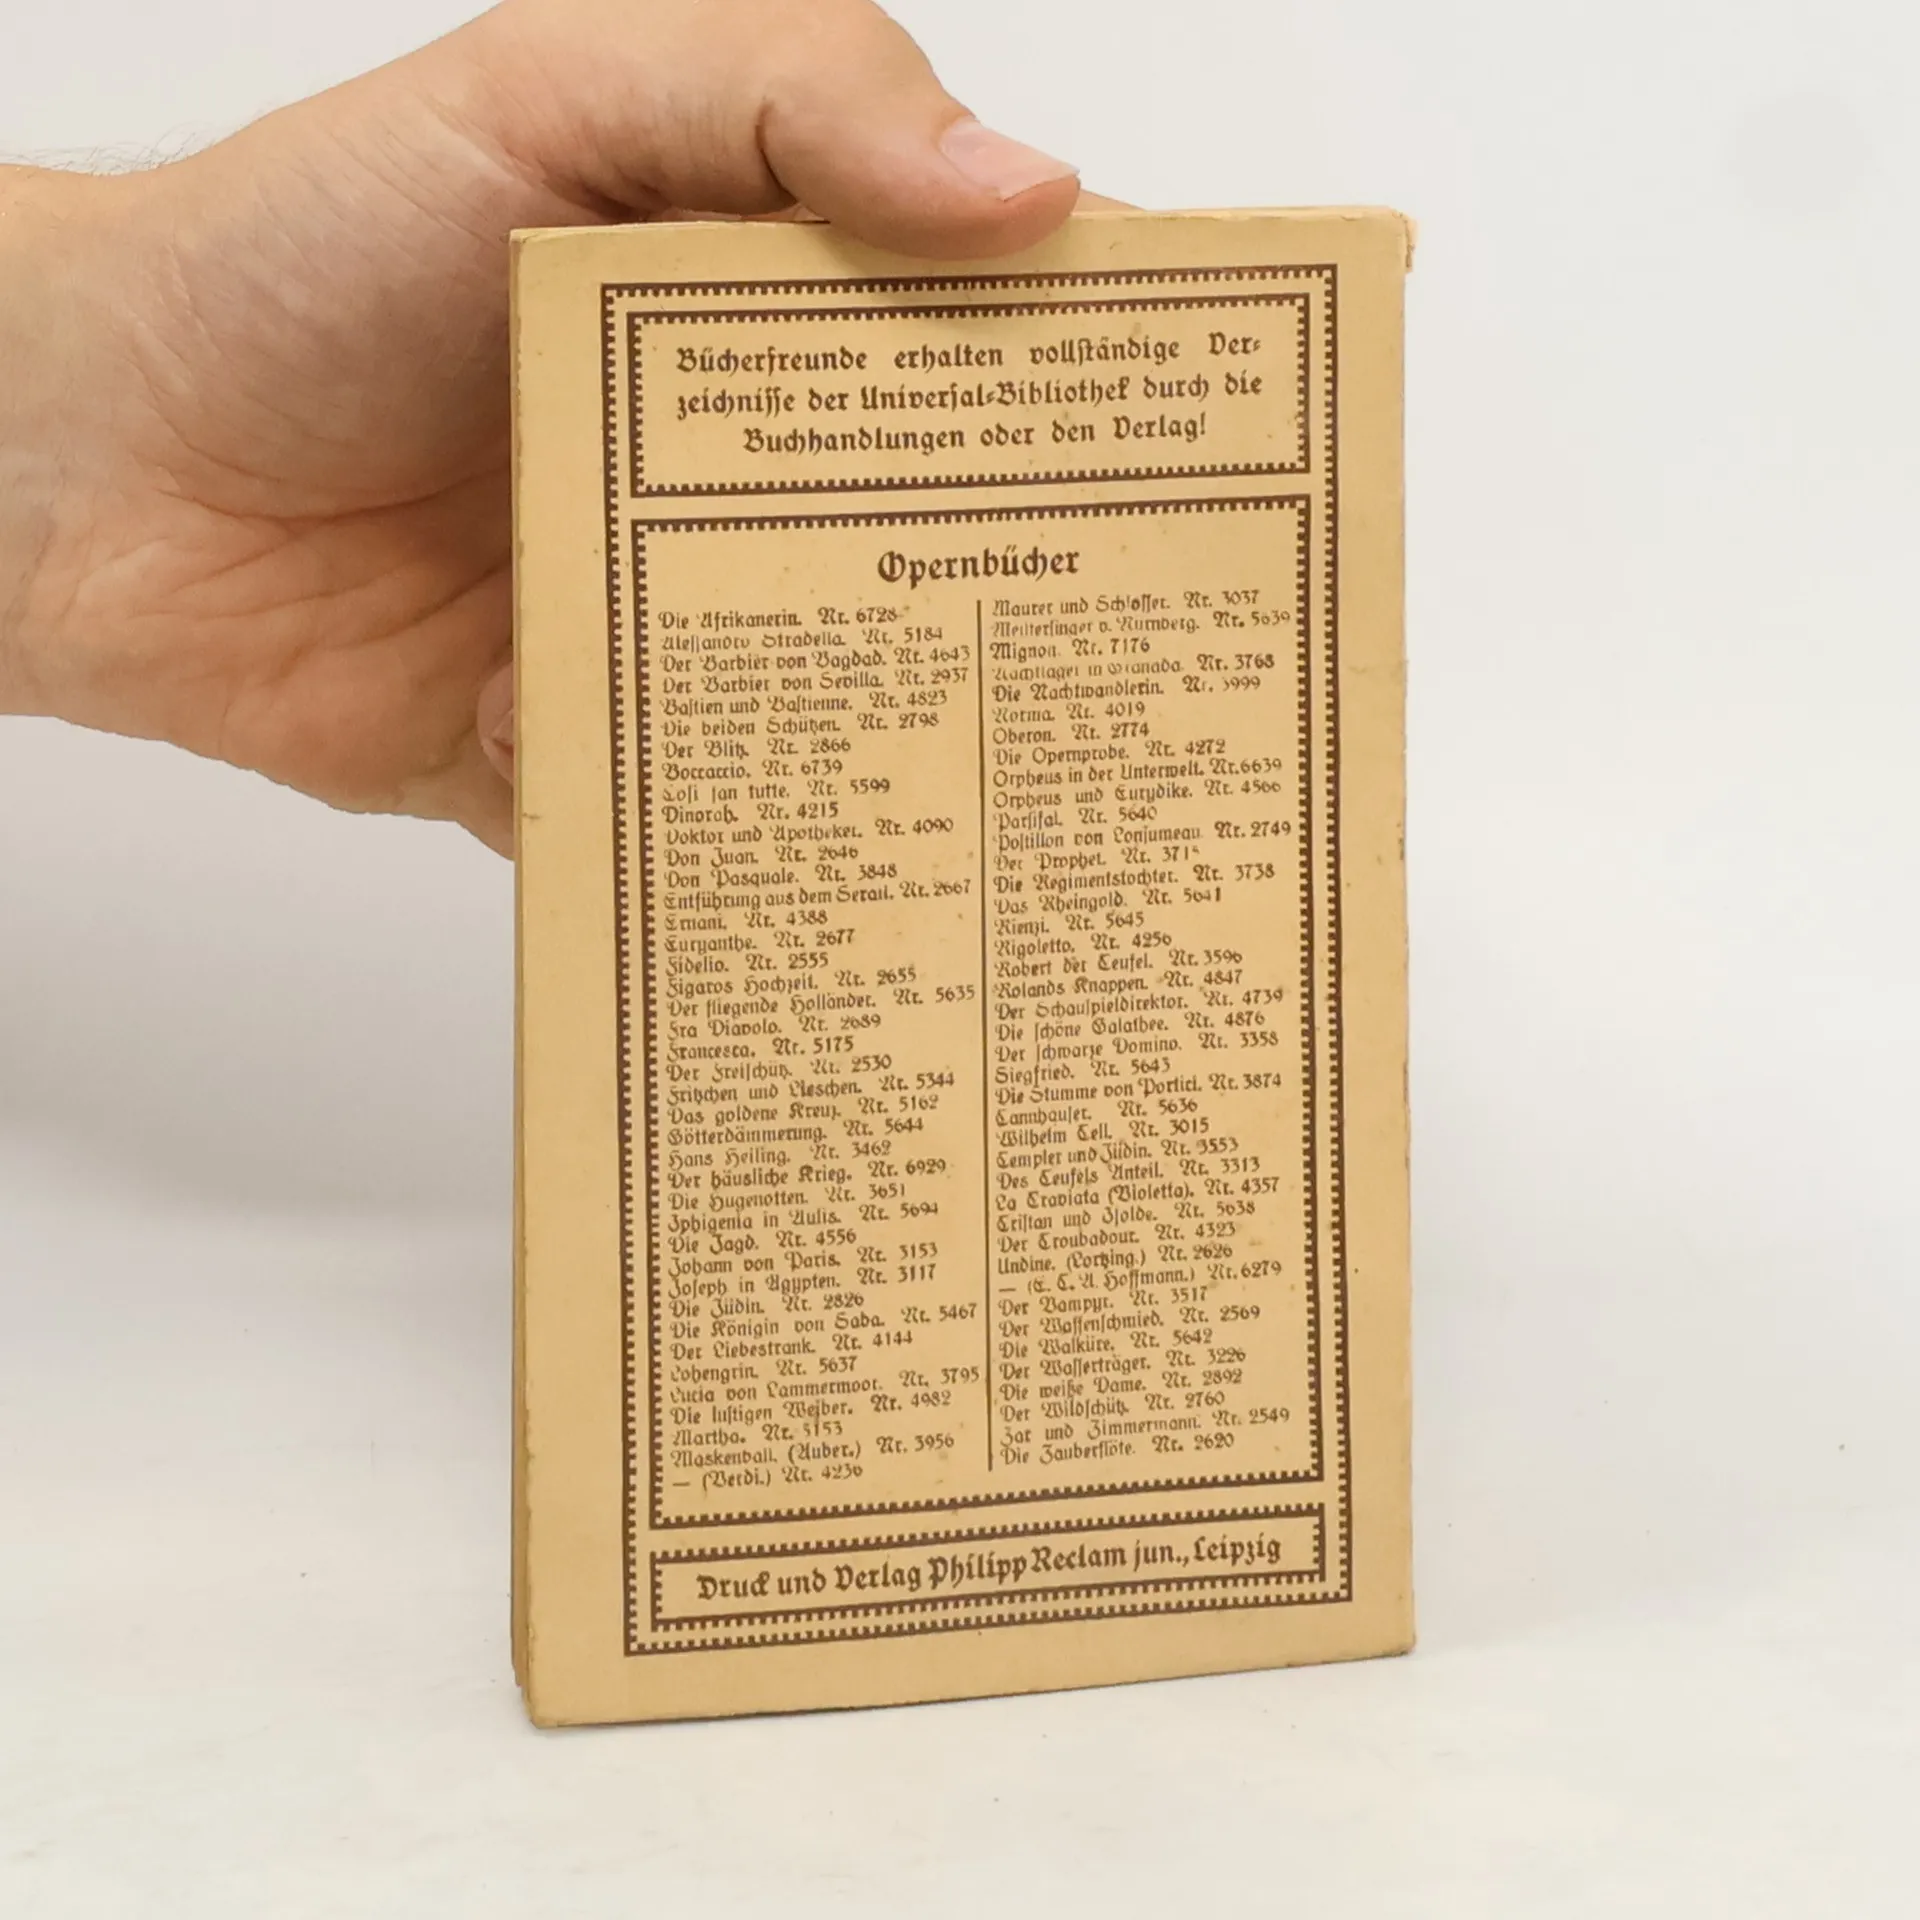 Bücherfreunde erhalten vollständige Ver-
zeichnisse der Universal-Bibliothek durch die
Buchhandlungen oder den Verlag!
Opernbücher
Die Afrikanerin. Nr. 6728
Alessandro Stradella. Nr. 5184
Der Barbier von Bagdad. Nr. 4643
Der Barbier von Sevilla. Nr. 2937
Bastien und Bastienne. Nr. 4823
Die beiden Schützen. Nr. 2798
Der Blitz. Nr. 2866
Boccaccio. Nr. 6739
Cosi fan tutte. Nr. 5599
Dinorah. Nr. 4215
Doktor und Apotheker. Nr. 4090
Don Juan. Nr. 2646
Don Pasquale. Nr. 3848
Entführung aus dem Serail. Nr. 2667
Ernani. Nr. 4388
Euryanthe. Nr. 2677
Fidelio. Nr. 2555
Figaros Hochzeit. Nr. 2655
Der fliegende Holländer. Nr. 5635
Fra Diavolo. Nr. 2689
Francesca. Nr. 5175
Der Freischütz. Nr. 2530
Fritzchen und Lieschen. Nr. 5344
Das goldene Kreuz. Nr. 5162
Götterdämmerung. Nr. 5644
Hans Heiling. Nr. 3462
Der häusliche Krieg. Nr. 6929
Die Hugenotten. Nr. 3651
Iphigenia in Aulis. Nr. 5694
Die Jagd. Nr. 4556
Johann von Paris. Nr. 3153
Joseph in Ägypten. Nr. 3117
Die Jüdin. Nr. 2826
Die Königin von Saba. Nr. 5467
Der Liebestrank. Nr. 4144
Lohengrin. Nr. 5637
Lucia von Lammermoor. Nr. 3795
Die lustigen Weiber. Nr. 4982
Martha. Nr. 5153
Maskenball. (Auber.) Nr. 3956
— (Verdi.) Nr. 4236
Maurer und Schlosser. Nr. 3037
Meistersinger v. Nürnberg. Nr. 5639
Mignon. Nr. 7176
Nachtlager in Granada. Nr. 3768
Die Nachtwandlerin. Nr. 3999
Norma. Nr. 4019
Oberon. Nr. 2774
Die Opernprobe. Nr. 4272
Orpheus in der Unterwelt. Nr. 6639
Orpheus und Eurydike. Nr. 4566
Parsifal. Nr. 5640
Postillon von Lonjumeau. Nr. 2749
Der Prophet. Nr.
Die Regimentstochter. Nr. 3738
Das Rheingold. Nr. 5641
Rienzi. Nr. 5645
Rigoletto. Nr. 4256
Robert der Teufel. Nr. 3596
Rolands Knappen. Nr. 4847
Der Schauspieldirektor. Nr. 4739
Die schöne Galathee. Nr. 4876
Der schwarze Domino. Nr. 3358
Siegfried. Nr. 5643
Die Stumme von Portici. Nr. 3874
Tannhäuser. Nr. 5636
Wilhelm Tell. Nr. 3015
Templer und Jüdin. Nr. 3553
Des Teufels Anteil. Nr. 3313
La Traviata (Violetta). Nr. 4357
Tristan und Isolde. Nr. 5638
Der Troubadour. Nr. 4323
Undine. (Lortzing.) Nr. 2626
— (E. T. A. Hoffmann.) Nr. 6279
Der Vampyr. Nr. 3517
Der Waffenschmied. Nr. 2569
Die Walküre. Nr. 5642
Der Wasserträger. Nr. 3226
Die weiße Dame. Nr. 2892
Der Wildschütz. Nr. 2760
Zar und Zimmermann. Nr. 2549
Die Zauberflöte. Nr. 2620
Druck und Verlag Philipp Reclam jun., Leipzig